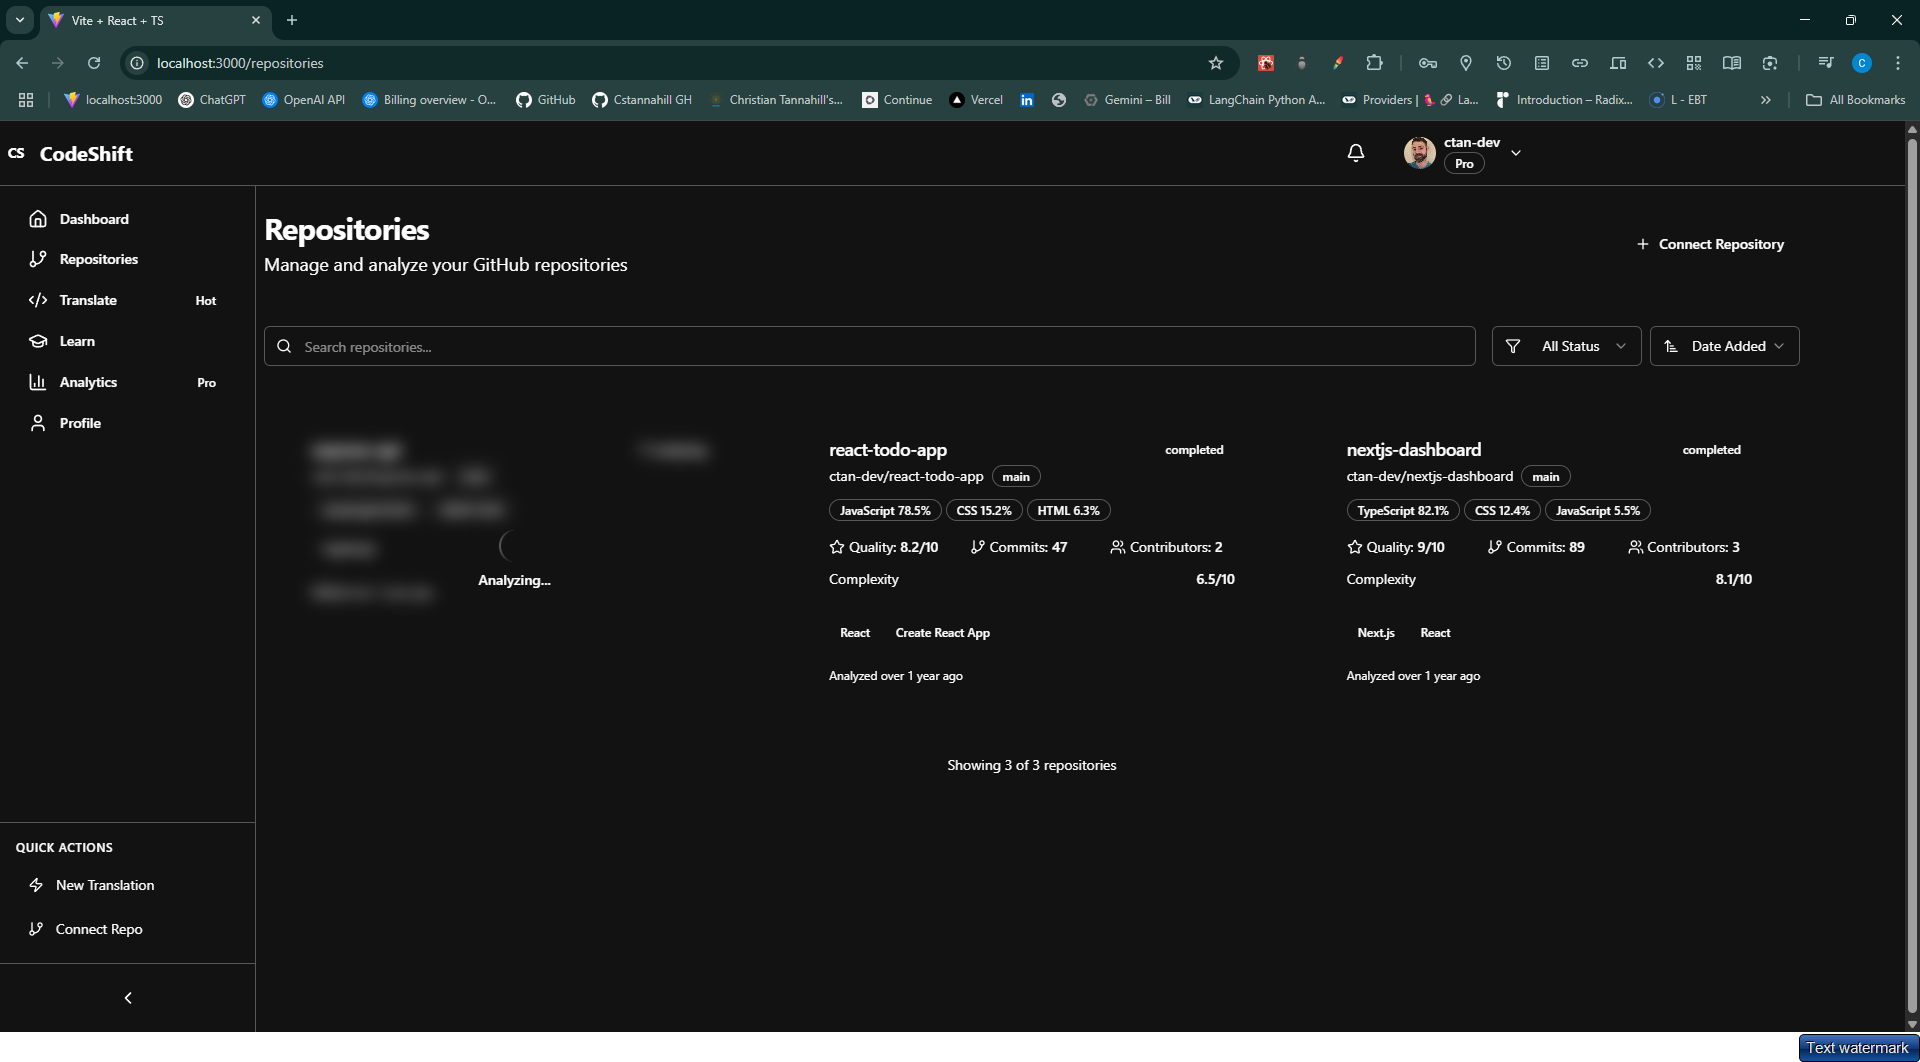 Vite + React + TS
localhost:3000/repositories
localhost:3000
ChatGPT
OpenAI API
Billing overview - O...
GitHub
Cstannahill GH
Christian Tannahill's...
Continue
Vercel
Gemini – Bill
LangChain Python A...
Providers | 🦜🔗 La...
Introduction – Radix...
L - EBT
All Bookmarks
C
CS CodeShift
ctan-dev
Pro
Dashboard
Repositories
Translate Hot
Learn
Analytics Pro
Profile
QUICK ACTIONS
New Translation
Connect Repo
Repositories
Manage and analyze your GitHub repositories
+ Connect Repository
Search repositories...
All Status
Date Added
Analyzing...
react-todo-app completed
ctan-dev/react-todo-app main
JavaScript 78.5% CSS 15.2% HTML 6.3%
Quality: 8.2/10 Commits: 47 Contributors: 2
Complexity 6.5/10
React Create React App
Analyzed over 1 year ago
nextjs-dashboard completed
ctan-dev/nextjs-dashboard main
TypeScript 82.1% CSS 12.4% JavaScript 5.5%
Quality: 9/10 Commits: 89 Contributors: 3
Complexity 8.1/10
Next.js React
Analyzed over 1 year ago
Showing 3 of 3 repositories
Text watermark